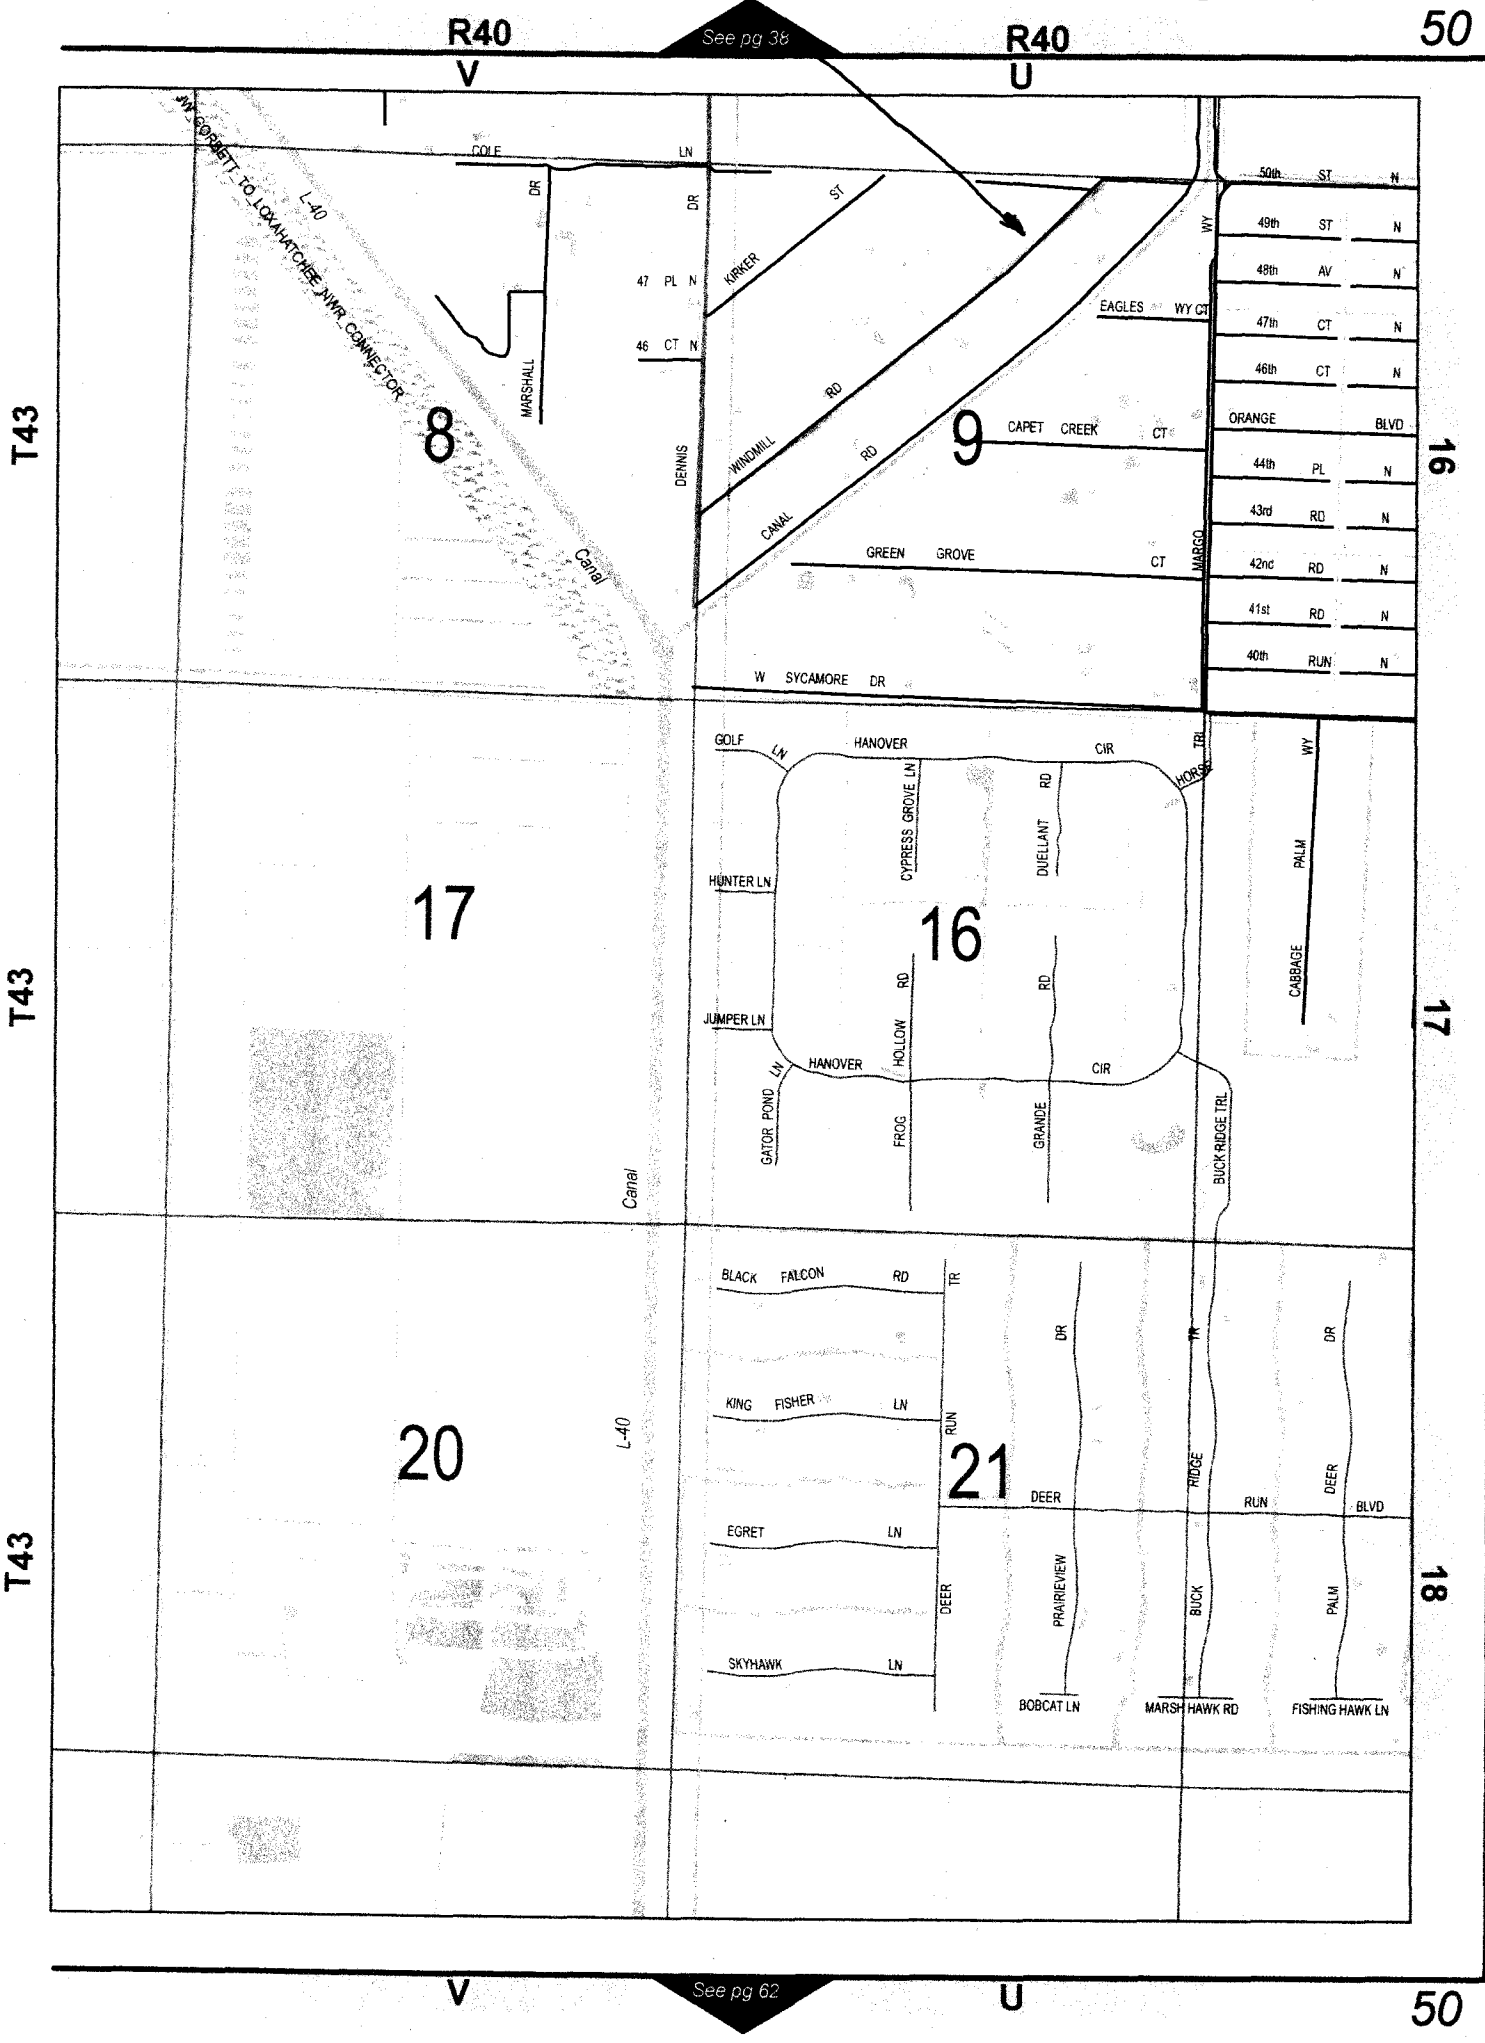 R40
See pg 38
R40
50
V
U
JW_CORBETT_TO_LOXAHATCHEE_NWR_CONNECTOR
L-40
COLE LN
DR
DR
ST
50th ST N
49th ST N
WY
48th AV N
47 PL N
KIRKER
EAGLES WY CT
47th CT N
46 CT N
46th CT N
MARSHALL
RD
T43
8
9
CAPET CREEK CT
ORANGE BLVD
16
WINDMILL
RD
DENNIS
44th PL N
CANAL
43rd RD N
Canal
GREEN GROVE CT
MARGO
42nd RD N
41st RD N
40th RUN N
W SYCAMORE DR
GOLF LN
HANOVER CIR
TRL
HORSE
WY
CYPRESS GROVE LN
DUELLANT RD
PALM
HUNTER LN
17
16
CABBAGE
T43
RD
RD
17
JUMPER LN
HOLLOW
LN
HANOVER CIR
GATOR POND
FROG
GRANDE
BUCK RIDGE TRL
Canal
BLACK FALCON RD
TR
DR
TR
DR
KING FISHER LN
RUN
L-40
20
21
RIDGE
DEER
DEER RUN BLVD
EGRET LN
T43
18
DEER
PRAIRIEVIEW
BUCK
PALM
SKYHAWK LN
BOBCAT LN
MARSH HAWK RD
FISHING HAWK LN
V
See pg 62
U
50